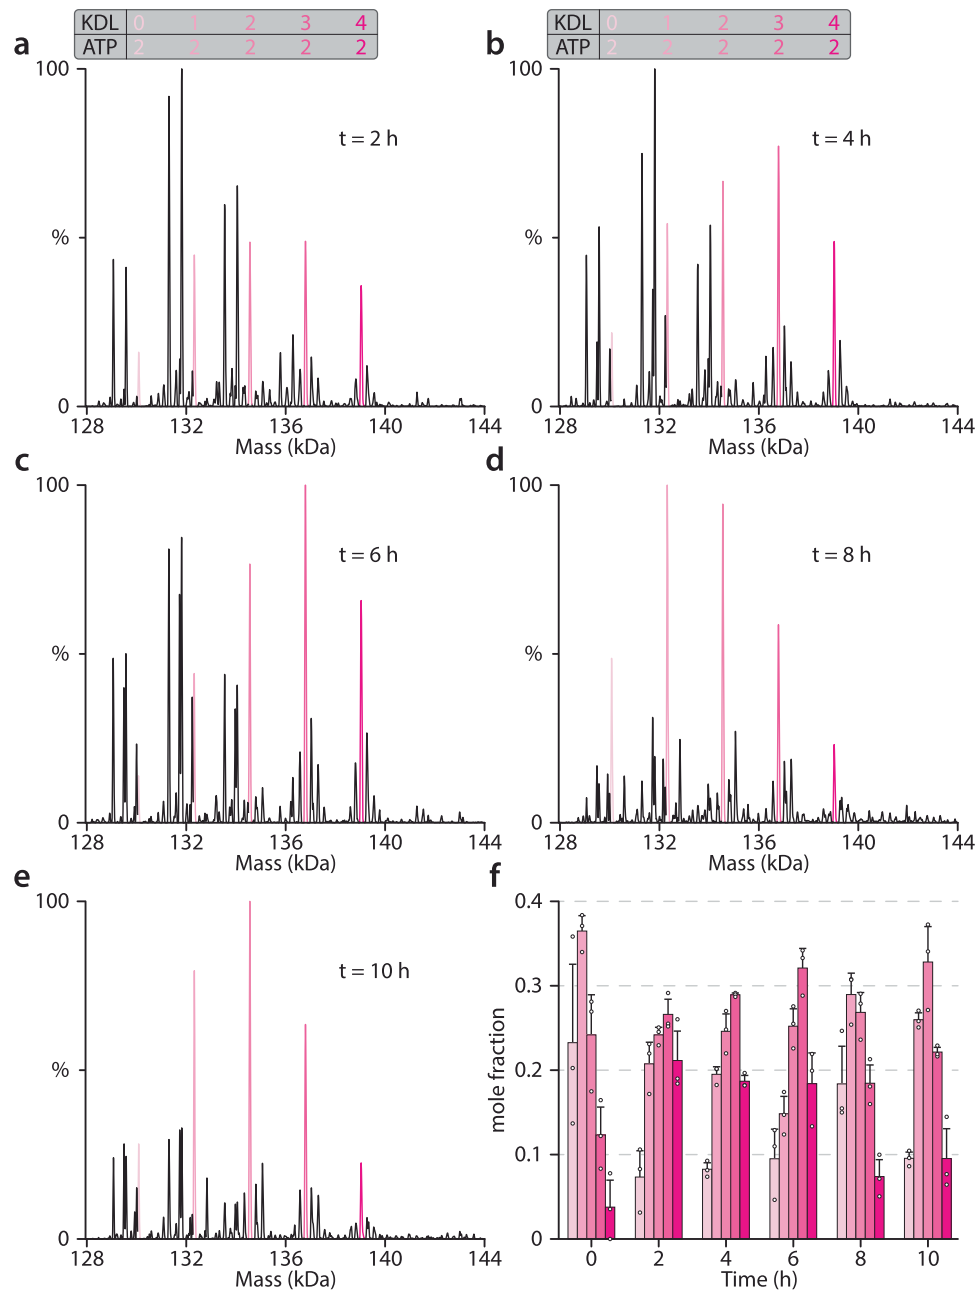 KDL 0 1 2 3 4
ATP 2 2 2 2 2
KDL 0 1 2 3 4
ATP 2 2 2 2 2
a
100
%
0
t = 2 h
128 132 136 140 144
Mass (kDa)
b
100
%
0
t = 4 h
128 132 136 140 144
Mass (kDa)
c
100
%
0
t = 6 h
128 132 136 140 144
Mass (kDa)
d
100
%
0
t = 8 h
128 132 136 140 144
Mass (kDa)
e
100
%
0
t = 10 h
128 132 136 140 144
Mass (kDa)
f
0.4
0.3
0.2
0.1
0
mole fraction
0 2 4 6 8 10
Time (h)